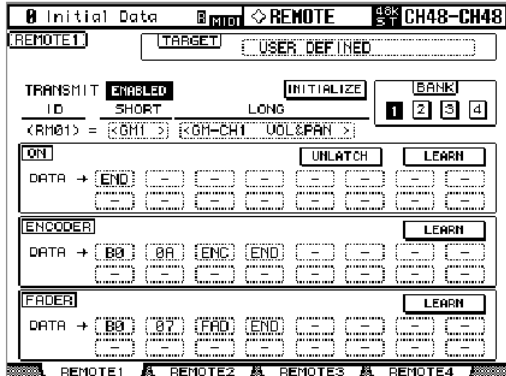 0 Initial Data B MIDI ◇REMOTE 48K ST CH48-CH48
REMOTE1 TARGET USER DEFINED
TRANSMIT ENABLED INITIALIZE BANK
ID SHORT LONG 1 2 3 4
(RM01) = <GM1 > <GM-CH1 VOL&PAN >
ON UNLATCH LEARN
DATA → END - - - - - - -
- - - - - - - -
ENCODER LEARN
DATA → B0 0A ENC END - - - -
- - - - - - - -
FADER LEARN
DATA → B0 07 FAD END - - - -
- - - - - - - -
REMOTE1 REMOTE2 REMOTE3 REMOTE4